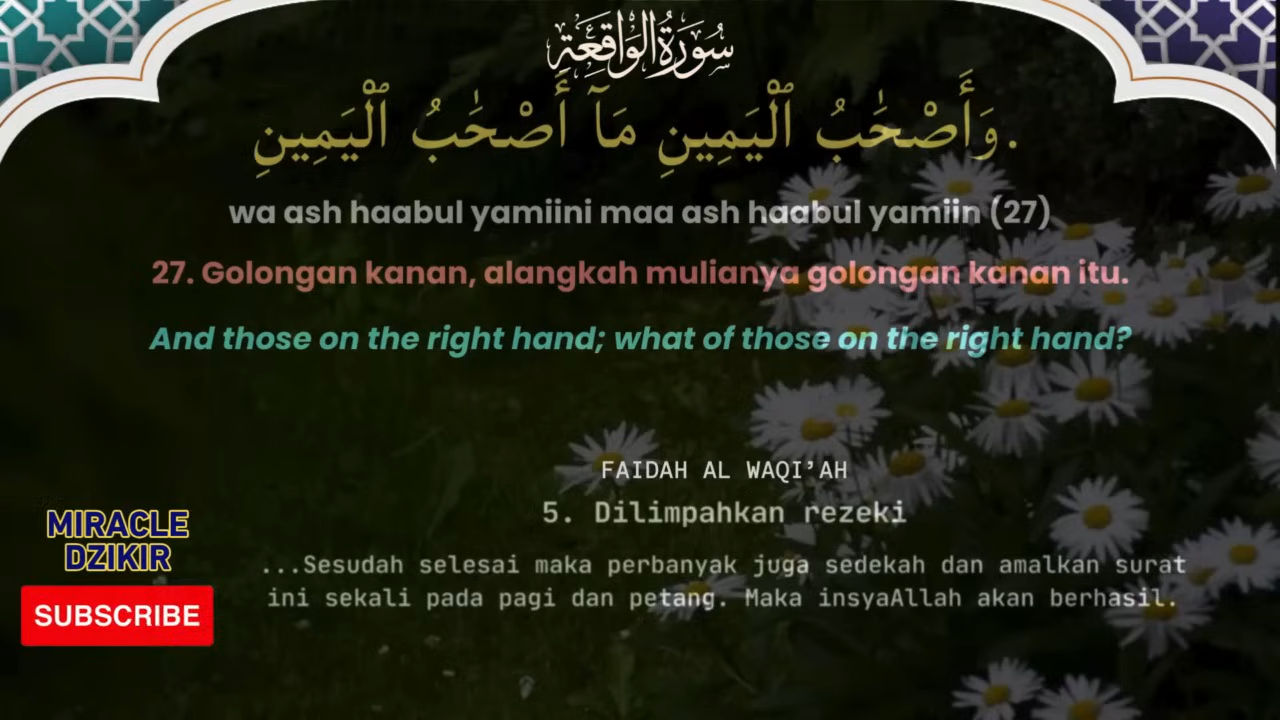 سُورَةُ الْوَاقِعَةِ
وَأَصْحَٰبُ ٱلْيَمِينِ مَآ أَصْحَٰبُ ٱلْيَمِينِ.
wa ash haabul yamiini maa ash haabul yamiin (27)
27. Golongan kanan, alangkah mulianya golongan kanan itu.
And those on the right hand; what of those on the right hand?
FAIDAH AL WAQI’AH
5. Dilimpahkan rezeki
...Sesudah selesai maka perbanyak juga sedekah dan amalkan surat
ini sekali pada pagi dan petang. Maka insyaAllah akan berhasil.
MIRACLE
DZIKIR
SUBSCRIBE